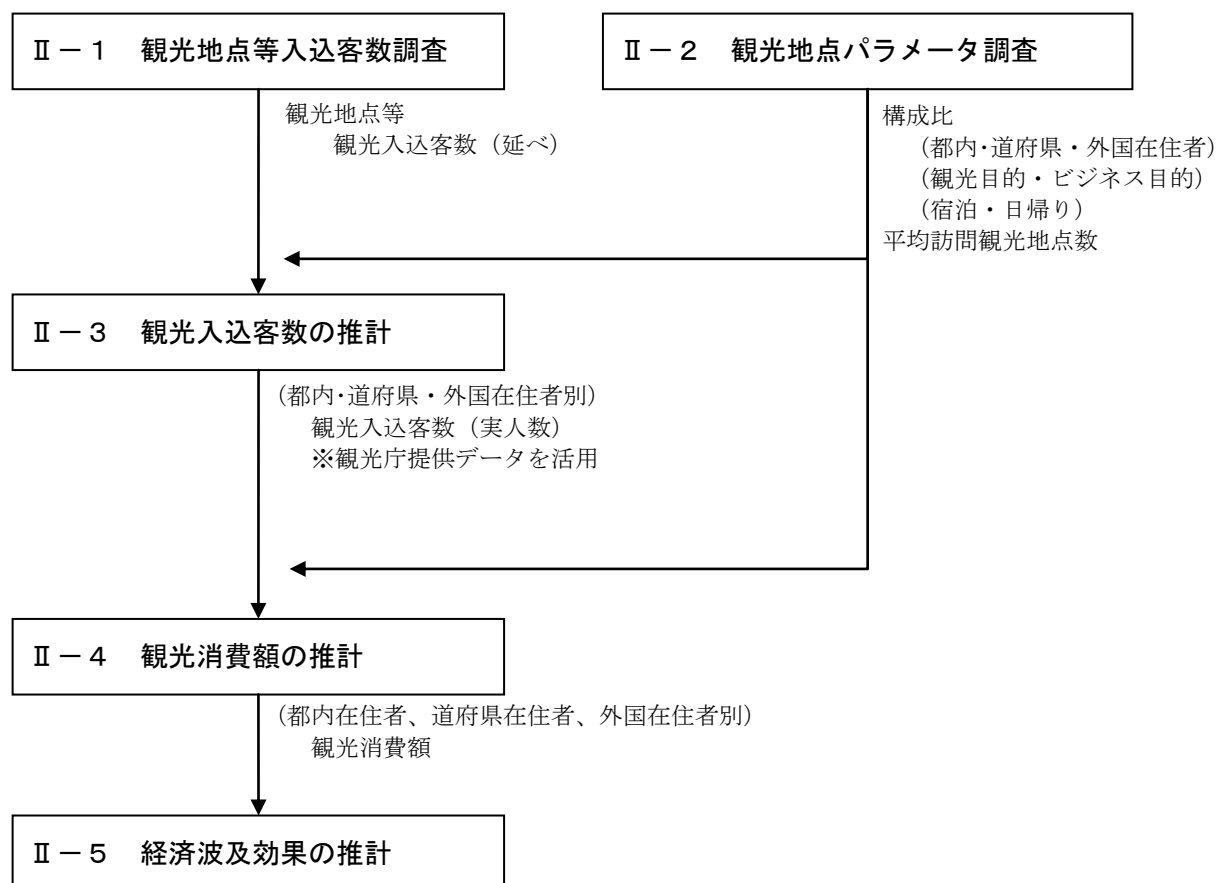 Ⅱ－１　観光地点等入込客数調査
Ⅱ－２　観光地点パラメータ調査
観光地点等
観光入込客数（延べ）
構成比
（都内･道府県・外国在住者）
（観光目的・ビジネス目的）
（宿泊・日帰り）
平均訪問観光地点数
Ⅱ－３　観光入込客数の推計
（都内･道府県・外国在住者別）
観光入込客数（実人数）
※観光庁提供データを活用
Ⅱ－４　観光消費額の推計
（都内在住者、道府県在住者、外国在住者別）
観光消費額
Ⅱ－５　経済波及効果の推計